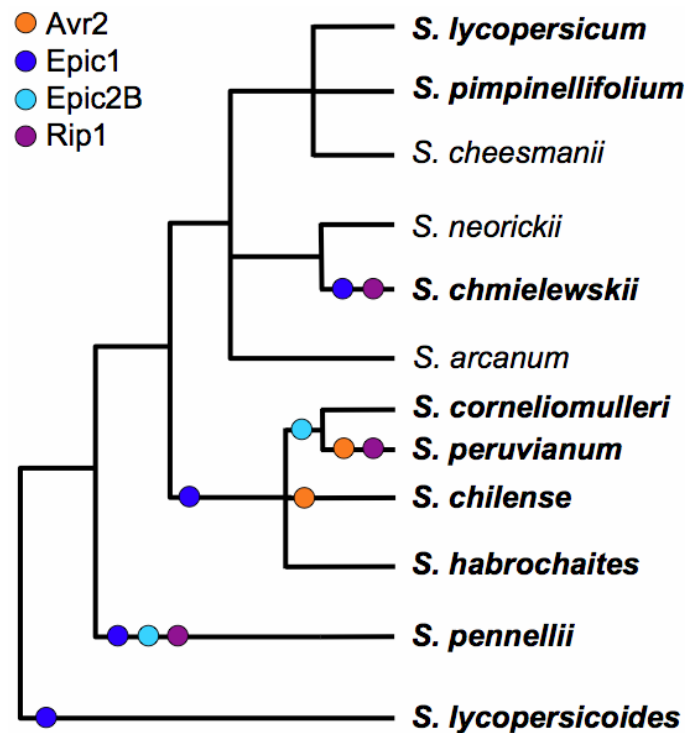 Avr2
Epic1
Epic2B
Rip1
S. lycopersicum
S. pimpinellifolium
S. cheesmanii
S. neorickii
S. chmielewskii
S. arcanum
S. corneliomulleri
S. peruvianum
S. chilense
S. habrochaites
S. pennellii
S. lycopersicoides